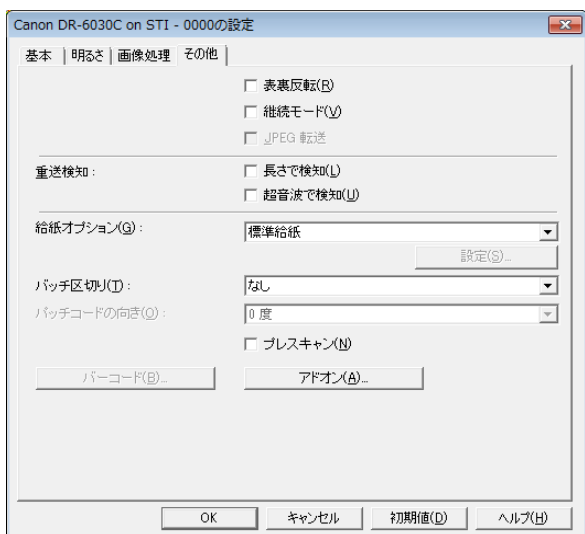 Canon DR-6030C on STI - 0000の設定
基本 明るさ 画像処理 その他
表裏反転(R)
継続モード(V)
JPEG 転送
重送検知 : 長さで検知(L)
超音波で検知(U)
給紙オプション(G) : 標準給紙
設定(S)...
バッチ区切り(T) : なし
パッチコードの向き(O) : 0 度
プレスキャン(N)
バーコード(B)... アドオン(A)...
OK キャンセル 初期値(D) ヘルプ(H)